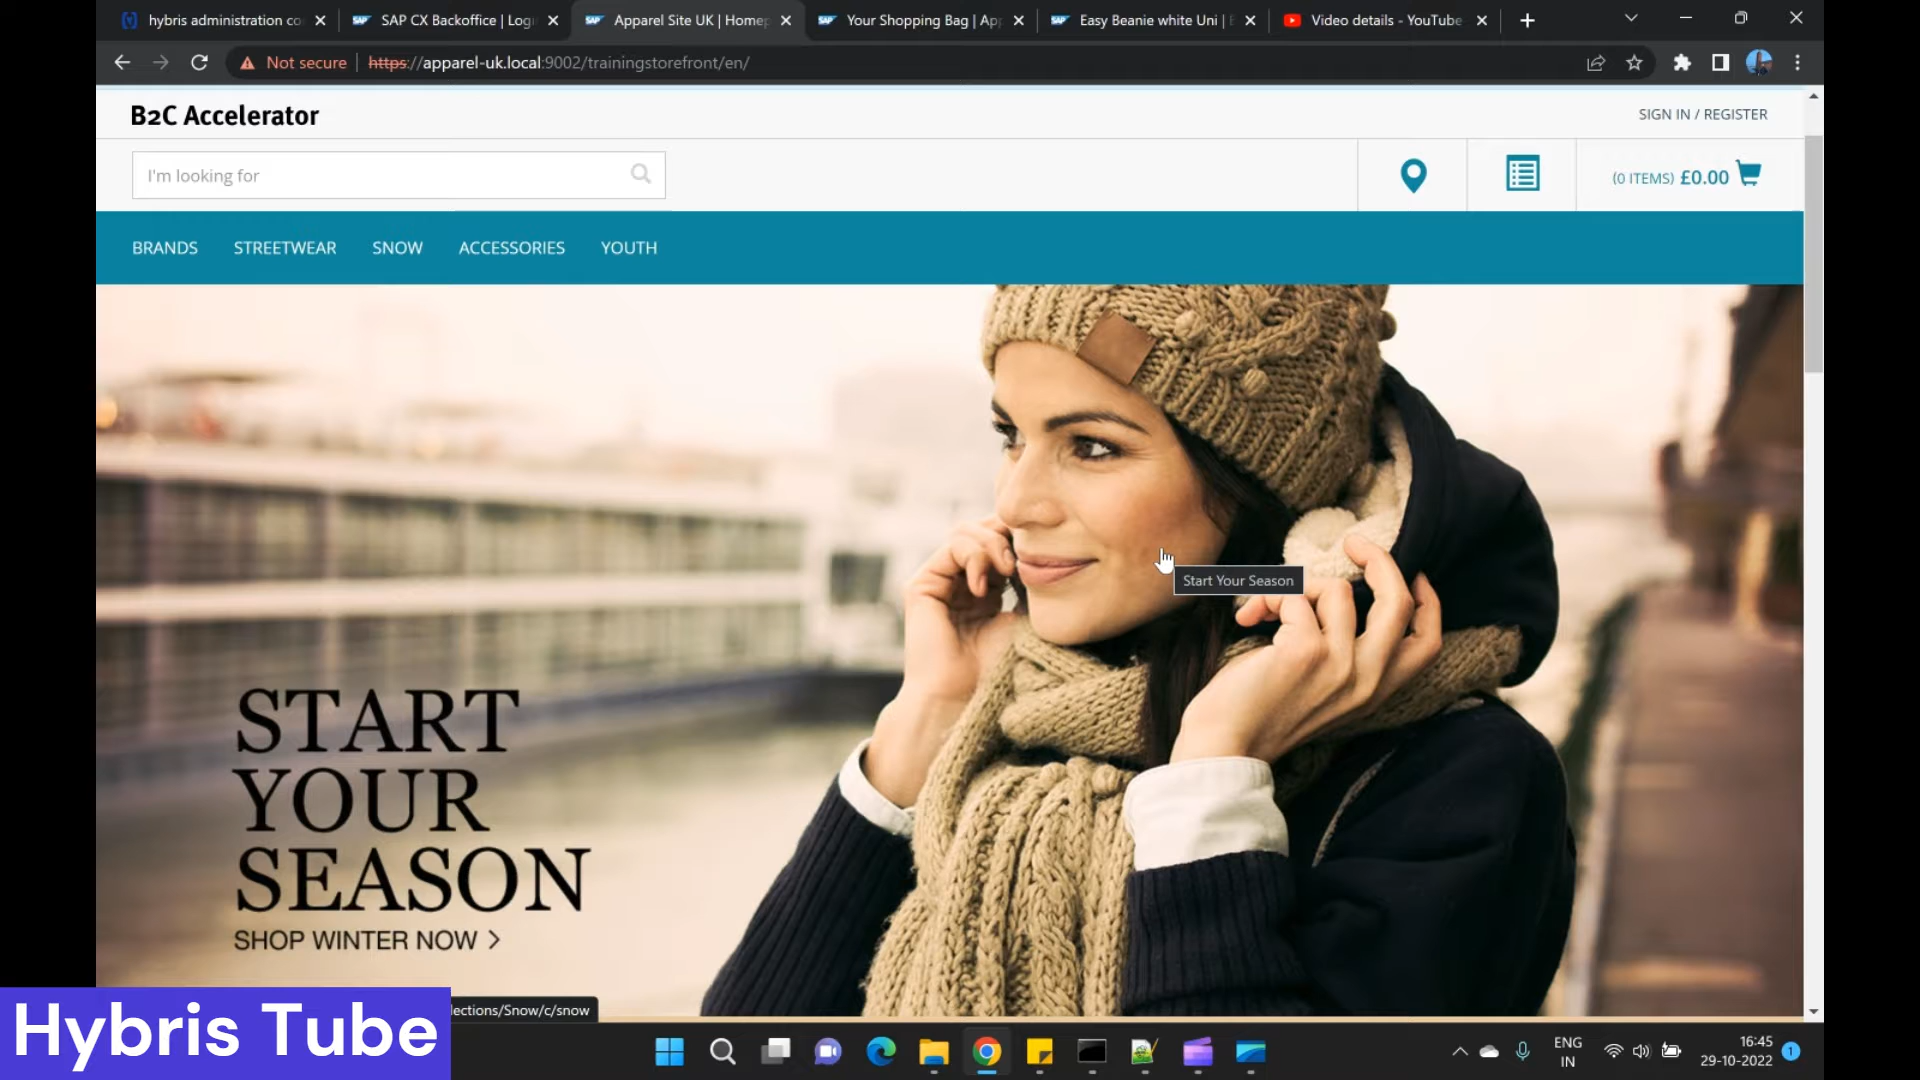 hybris administration co
SAP CX Backoffice | Logi
Apparel Site UK | Homep
Your Shopping Bag | Ap
Easy Beanie white Uni |
Video details - YouTube
Not secure
https://apparel-uk.local:9002/trainingstorefront/en/
B2C Accelerator
SIGN IN / REGISTER
I'm looking for
(0 ITEMS) £0.00
BRANDS STREETWEAR SNOW ACCESSORIES YOUTH
Start Your Season
START
YOUR
SEASON
SHOP WINTER NOW >
lections/Snow/c/snow
Hybris Tube
ENG
IN
16:45
29-10-2022
1